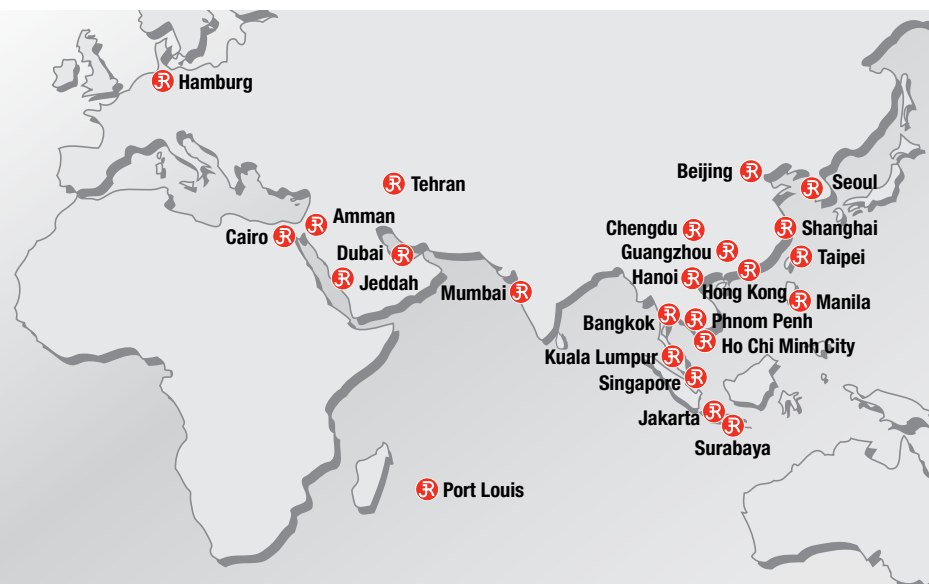 Hamburg
Beijing
Seoul
Tehran
Amman
Cairo
Chengdu
Shanghai
Guangzhou
Dubai
Taipei
Hanoi
Jeddah
Hong Kong
Mumbai
Manila
Bangkok
Phnom Penh
Ho Chi Minh City
Kuala Lumpur
Singapore
Jakarta
Surabaya
Port Louis